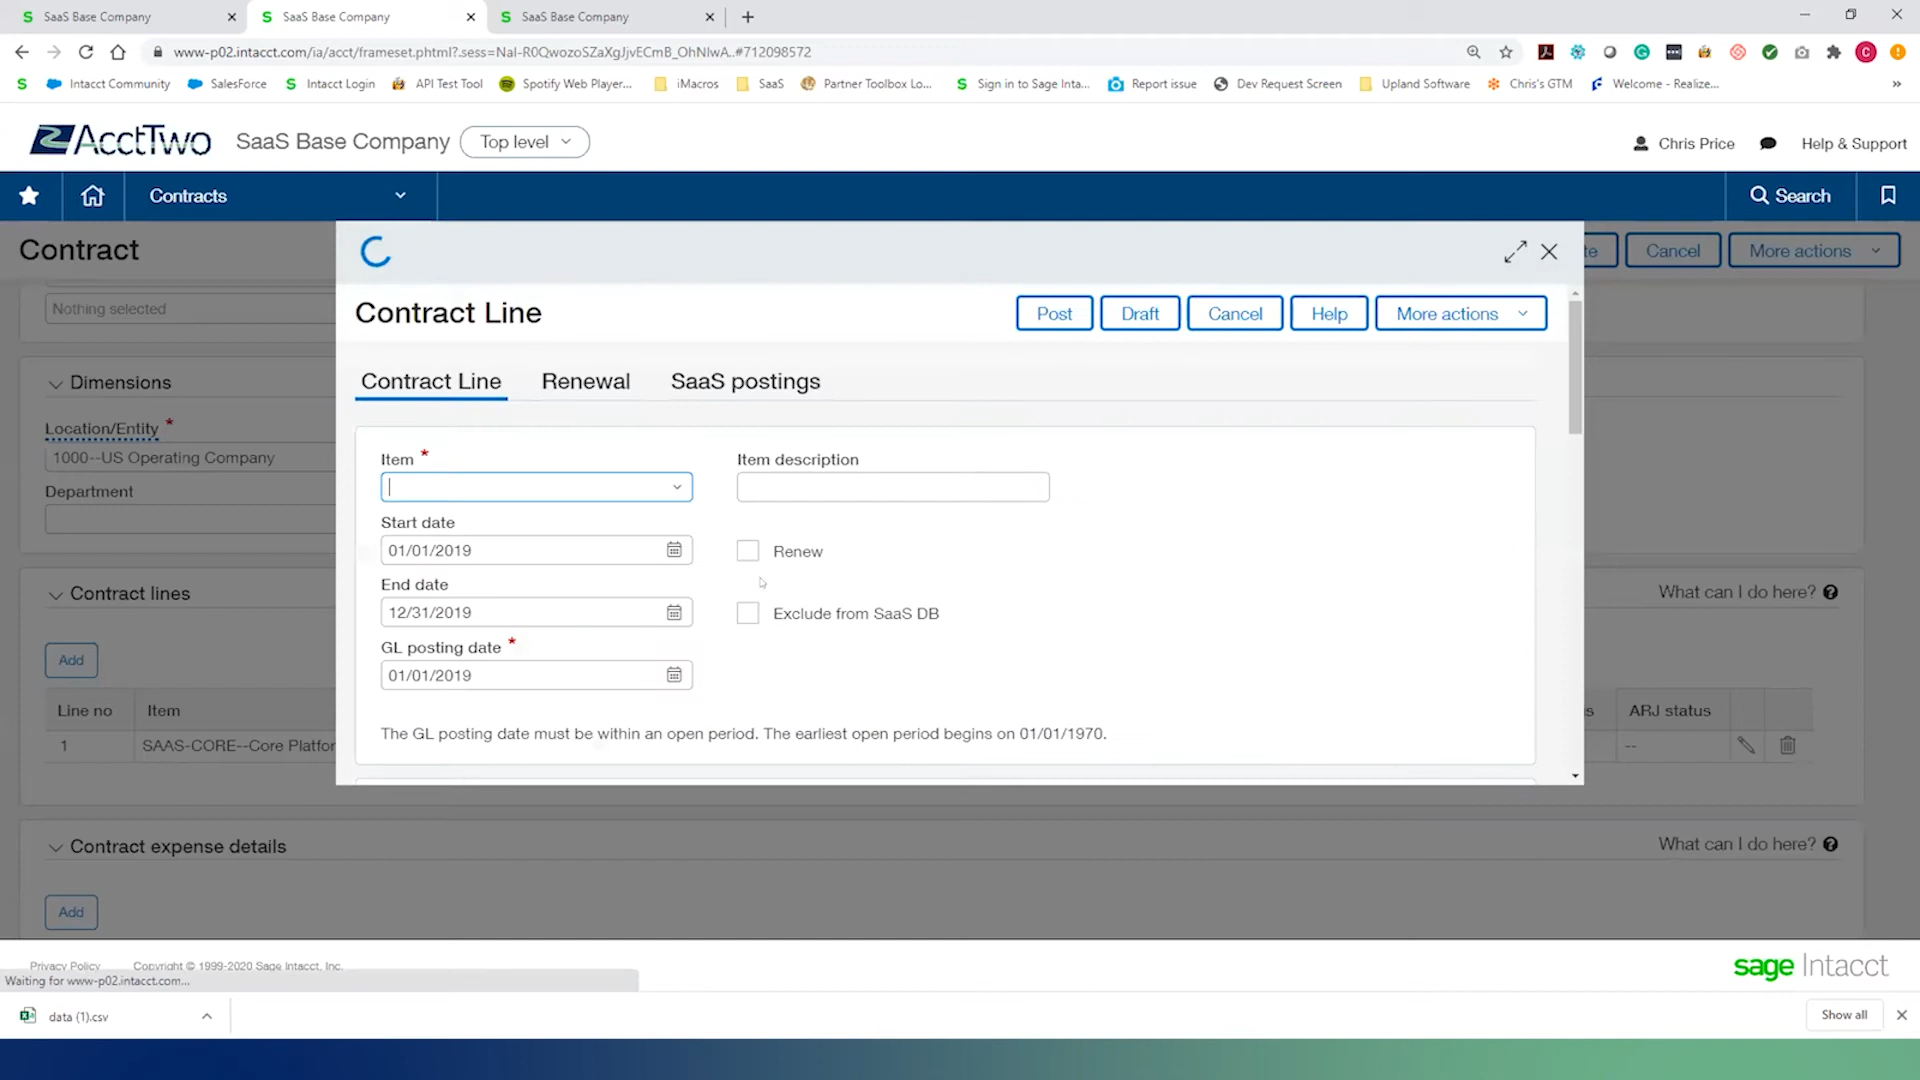 SaaS Base Company
SaaS Base Company
SaaS Base Company
www-p02.intacct.com/ia/acct/frameset.phtml?.sess=NaI-R0QwozoSZaXgJjvECmB_OhNIwA..#712098572
Intacct Community
SalesForce
Intacct Login
API Test Tool
Spotify Web Player...
iMacros
SaaS
Partner Toolbox Lo...
Sign in to Sage Inta...
Report issue
Dev Request Screen
Upland Software
Chris's GTM
Welcome - Realize...
AcctTwo
SaaS Base Company
Top level
Chris Price
Help & Support
Contracts
Search
Contract
te
Cancel
More actions
Nothing selected
Dimensions
Location/Entity *
1000--US Operating Company
Department
Contract lines
What can I do here?
Add
Line no
Item
s
ARJ status
1
SAAS-CORE--Core Platfor
--
Contract expense details
What can I do here?
Add
Contract Line
Post
Draft
Cancel
Help
More actions
Contract Line
Renewal
SaaS postings
Item *
Item description
Start date
01/01/2019
Renew
End date
12/31/2019
Exclude from SaaS DB
GL posting date *
01/01/2019
The GL posting date must be within an open period. The earliest open period begins on 01/01/1970.
Privacy Policy
Copyright © 1999-2020 Sage Intacct, Inc.
Waiting for www-p02.intacct.com...
sage Intacct
data (1).csv
Show all